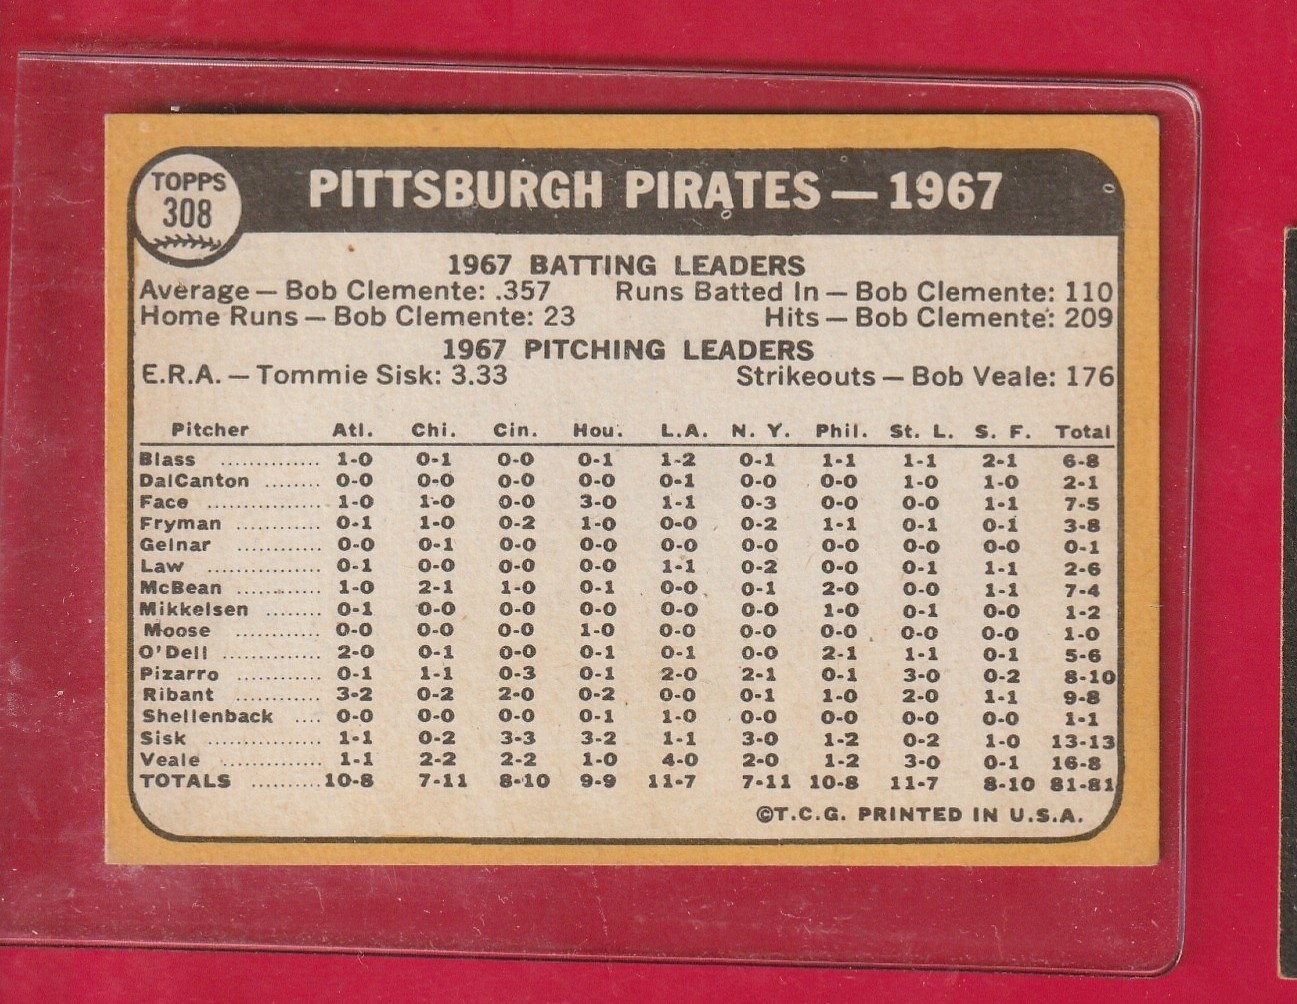 TOPPS
308
PITTSBURGH PIRATES — 1967
1967 BATTING LEADERS
Average — Bob Clemente: .357 Runs Batted In — Bob Clemente: 110
Home Runs — Bob Clemente: 23 Hits — Bob Clemente: 209
1967 PITCHING LEADERS
E.R.A. — Tommie Sisk: 3.33 Strikeouts — Bob Veale: 176
Pitcher Atl. Chi. Cin. Hou. L.A. N. Y. Phil. St. L. S. F. Total
Blass .............. 1-0 0-1 0-0 0-1 1-2 0-1 1-1 1-1 2-1 6-8
DalCanton ........ 0-0 0-0 0-0 0-0 0-1 0-0 0-0 1-0 1-0 2-1
Face ................ 1-0 1-0 0-0 3-0 1-1 0-3 0-0 0-0 1-1 7-5
Fryman ............ 0-1 1-0 0-2 1-0 0-0 0-2 1-1 0-1 0-1 3-8
Gelnar ............ 0-0 0-1 0-0 0-0 0-0 0-0 0-0 0-0 0-0 0-1
Law ................ 0-1 0-0 0-0 0-0 1-1 0-2 0-0 0-1 1-1 2-6
McBean ............ 1-0 2-1 1-0 0-1 0-0 0-1 2-0 0-0 1-1 7-4
Mikkelsen ........ 0-1 0-0 0-0 0-0 0-0 0-0 1-0 0-1 0-0 1-2
Moose ............ 0-0 0-0 0-0 1-0 0-0 0-0 0-0 0-0 0-0 1-0
O'Dell .............. 2-0 0-1 0-0 0-1 0-1 0-0 2-1 1-1 0-1 5-6
Pizarro ............ 0-1 1-1 0-3 0-1 2-0 2-1 0-1 3-0 0-2 8-10
Ribant ............ 3-2 0-2 2-0 0-2 0-0 0-1 1-0 2-0 1-1 9-8
Shellenback .... 0-0 0-0 0-0 0-1 1-0 0-0 0-0 0-0 0-0 1-1
Sisk ................ 1-1 0-2 3-3 3-2 1-1 3-0 1-2 0-2 1-0 13-13
Veale .............. 1-1 2-2 2-2 1-0 4-0 2-0 1-2 3-0 0-1 16-8
TOTALS .......... 10-8 7-11 8-10 9-9 11-7 7-11 10-8 11-7 8-10 81-81
©T.C.G. PRINTED IN U.S.A.